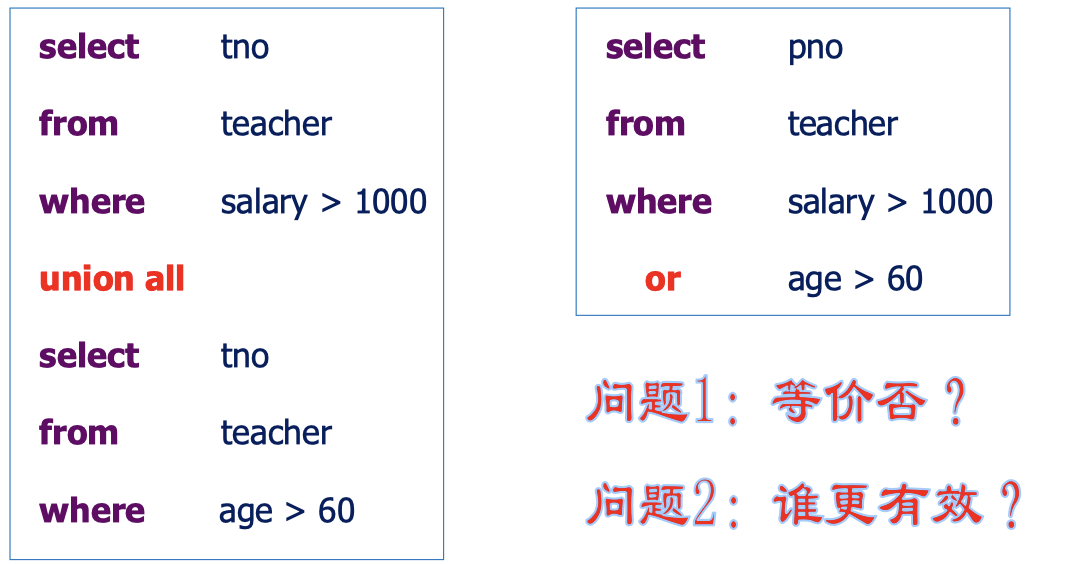 select tno
from teacher
where salary > 1000
union all
select tno
from teacher
where age > 60
select pno
from teacher
where salary > 1000
or age > 60
问题1：等价否？
问题2：谁更有效？